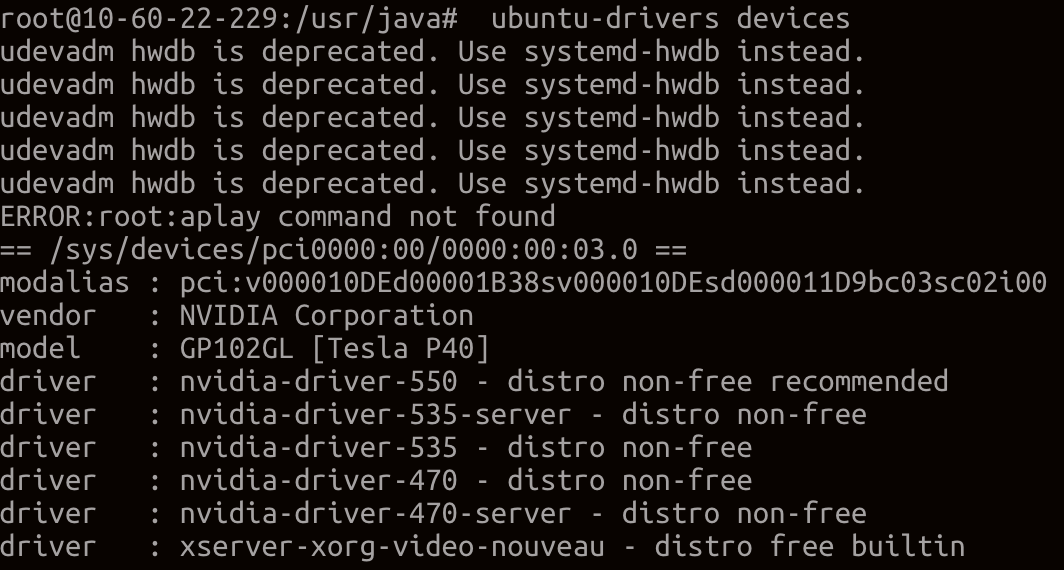 root@10-60-22-229:/usr/java#  ubuntu-drivers devices
udevadm hwdb is deprecated. Use systemd-hwdb instead.
udevadm hwdb is deprecated. Use systemd-hwdb instead.
udevadm hwdb is deprecated. Use systemd-hwdb instead.
udevadm hwdb is deprecated. Use systemd-hwdb instead.
udevadm hwdb is deprecated. Use systemd-hwdb instead.
ERROR:root:aplay command not found
== /sys/devices/pci0000:00/0000:00:03.0 ==
modalias : pci:v000010DEd00001B38sv000010DEsd000011D9bc03sc02i00
vendor   : NVIDIA Corporation
model    : GP102GL [Tesla P40]
driver   : nvidia-driver-550 - distro non-free recommended
driver   : nvidia-driver-535-server - distro non-free
driver   : nvidia-driver-535 - distro non-free
driver   : nvidia-driver-470 - distro non-free
driver   : nvidia-driver-470-server - distro non-free
driver   : xserver-xorg-video-nouveau - distro free builtin